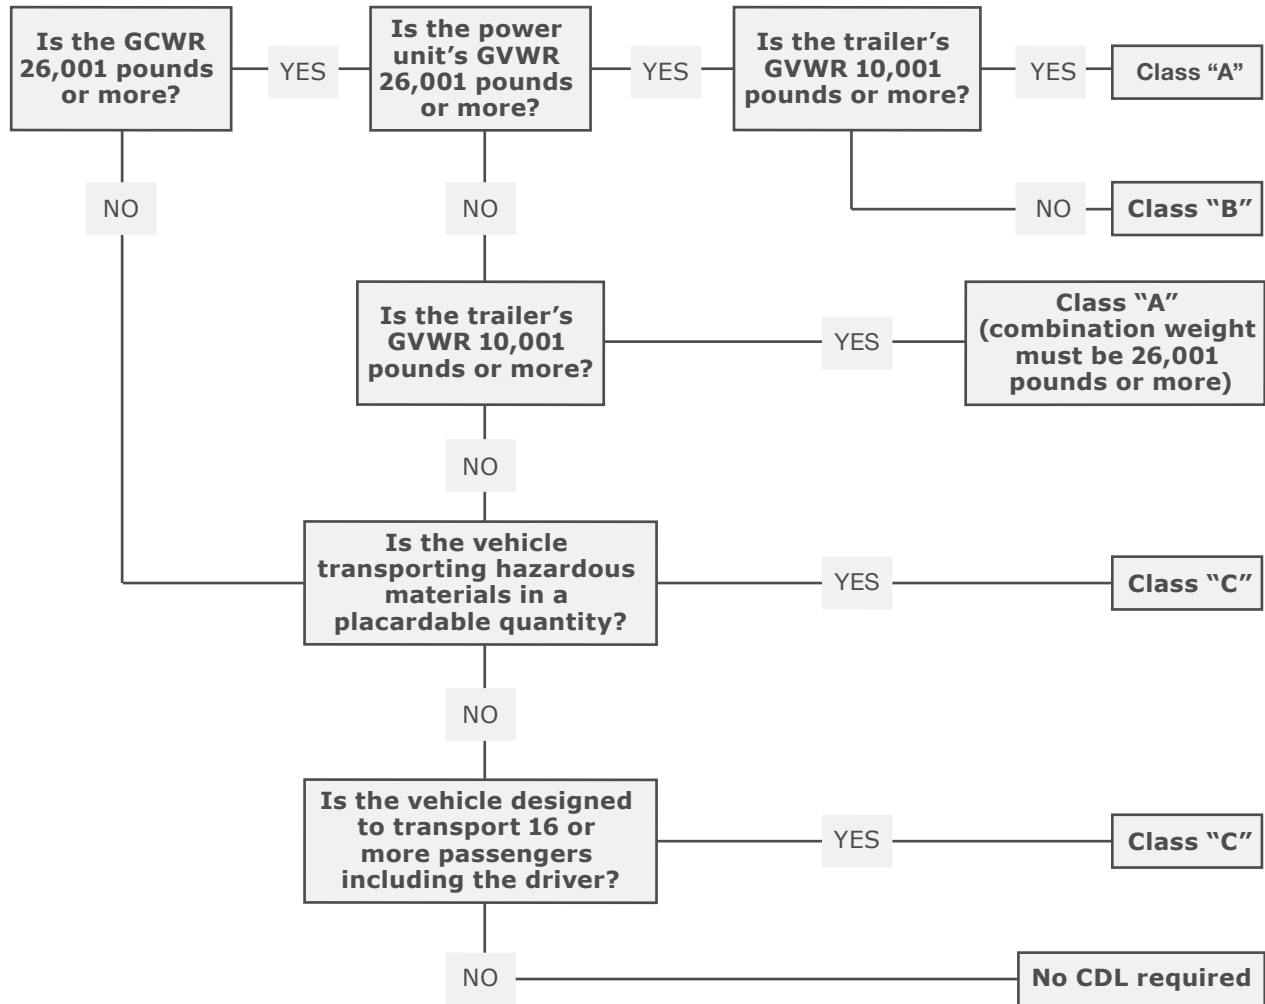 Is the GCWR
26,001 pounds
or more?
YES
Is the power
unit's GVWR
26,001 pounds
or more?
YES
Is the trailer's
GVWR 10,001
pounds or more?
YES
Class “A”
NO
NO
NO
Class “B”
Is the trailer's
GVWR 10,001
pounds or more?
YES
Class “A”
(combination weight
must be 26,001
pounds or more)
NO
Is the vehicle
transporting hazardous
materials in a
placardable quantity?
YES
Class “C”
NO
Is the vehicle designed
to transport 16 or
more passengers
including the driver?
YES
Class “C”
NO
No CDL required